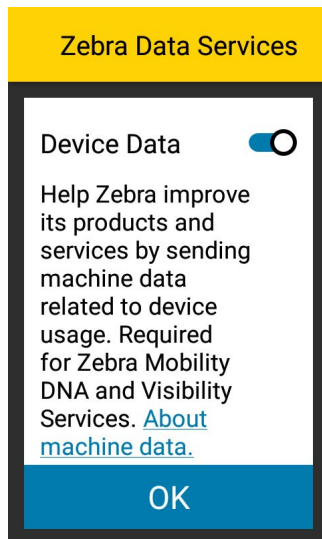 Zebra Data Services
Device Data
Help Zebra improve
its products and
services by sending
machine data
related to device
usage. Required
for Zebra Mobility
DNA and Visibility
Services. About
machine data.
OK